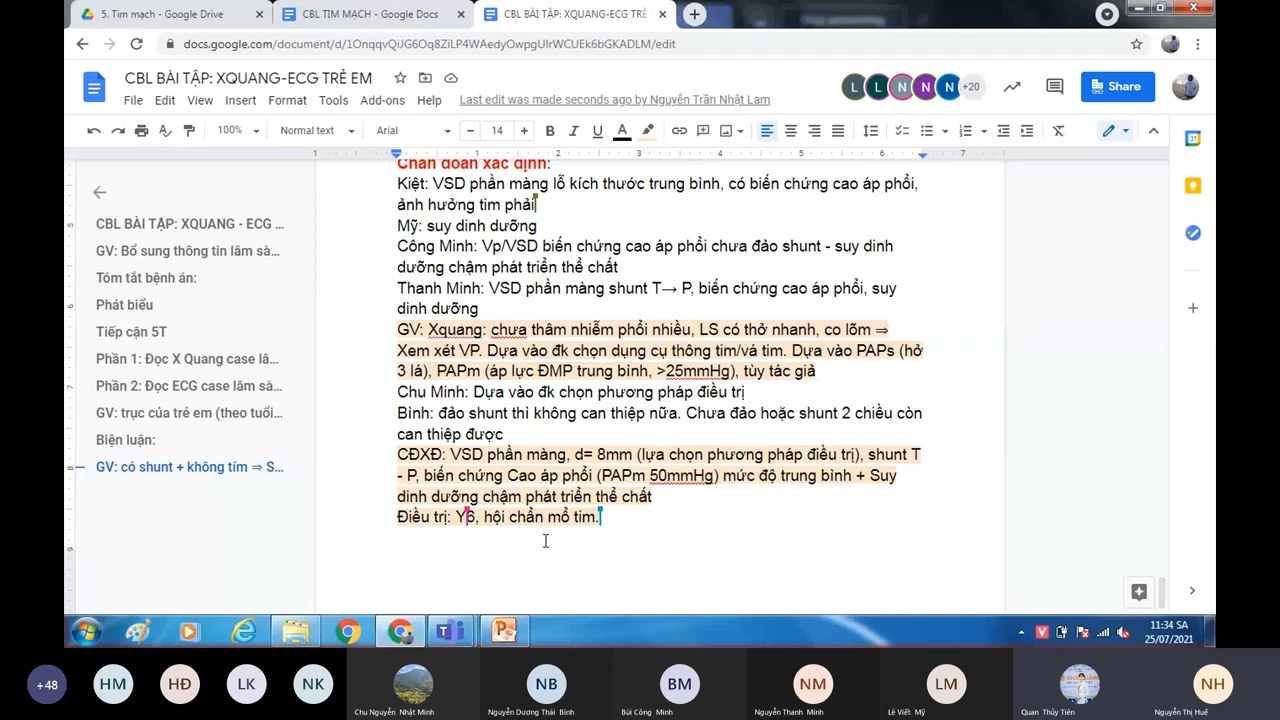 5. Tim mạch - Google Drive
CBL TIM MẠCH - Google Docs
CBL BÀI TẬP: XQUANG-ECG TRẺ
docs.google.com/document/d/1OnqqvQiJG6Oq8ZiLP4WAedyOwpgUlrWCUEk6bGKADLM/edit
CBL BÀI TẬP: XQUANG-ECG TRẺ EM
File Edit View Insert Format Tools Add-ons Help Last edit was made seconds ago by Nguyễn Trần Nhật Lam
L L N N N +20
Share
100% Normal text Arial 14
B I U A
1 1 2 3 4 5 6 7
CBL BÀI TẬP: XQUANG - ECG ...
GV: Bổ sung thông tin lâm sà...
Tóm tắt bệnh án:
Phát biểu
Tiếp cận 5T
Phần 1: Đọc X Quang case lâ...
Phần 2: Đọc ECG case lâm sà...
GV: trục của trẻ em (theo tuổi...
Biện luận:
GV: có shunt + không tím ⇒ S...
5
6
7
8
9
Chẩn đoán xác định:
Kiệt: VSD phần màng lỗ kích thước trung bình, có biến chứng cao áp phổi,
ảnh hưởng tim phải
Mỹ: suy dinh dưỡng
Công Minh: Vp/VSD biến chứng cao áp phổi chưa đảo shunt - suy dinh
dưỡng chậm phát triển thể chất
Thanh Minh: VSD phần màng shunt T→ P, biến chứng cao áp phổi, suy
dinh dưỡng
GV: Xquang: chưa thâm nhiễm phổi nhiều, LS có thở nhanh, co lõm ⇒
Xem xét VP. Dựa vào đk chọn dụng cụ thông tim/vá tim. Dựa vào PAPs (hở
3 lá), PAPm (áp lực ĐMP trung bình, >25mmHg), tùy tác giả
Chu Minh: Dựa vào đk chọn phương pháp điều trị
Bình: đảo shunt thì không can thiệp nữa. Chưa đảo hoặc shunt 2 chiều còn
can thiệp được
CĐXĐ: VSD phần màng, d= 8mm (lựa chọn phương pháp điều trị), shunt T
- P, biến chứng Cao áp phổi (PAPm 50mmHg) mức độ trung bình + Suy
dinh dưỡng chậm phát triển thể chất
Điều trị: Y6, hội chẩn mổ tim.
11:34 SA
25/07/2021
+48 HM HĐ LK NK NB BM NM LM NH
Chu Nguyễn Nhật Minh
Nguyễn Dương Thái Bình
Bùi Công Minh
Nguyễn Thanh Minh
Lê Viết Mỹ
Quan Thủy Tiên
Nguyễn Thị Huế